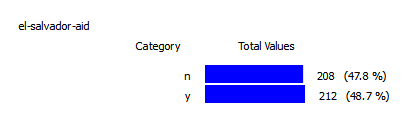 el-salvador-aid
Category Total Values
n 208 (47.8 %)
y 212 (48.7 %)